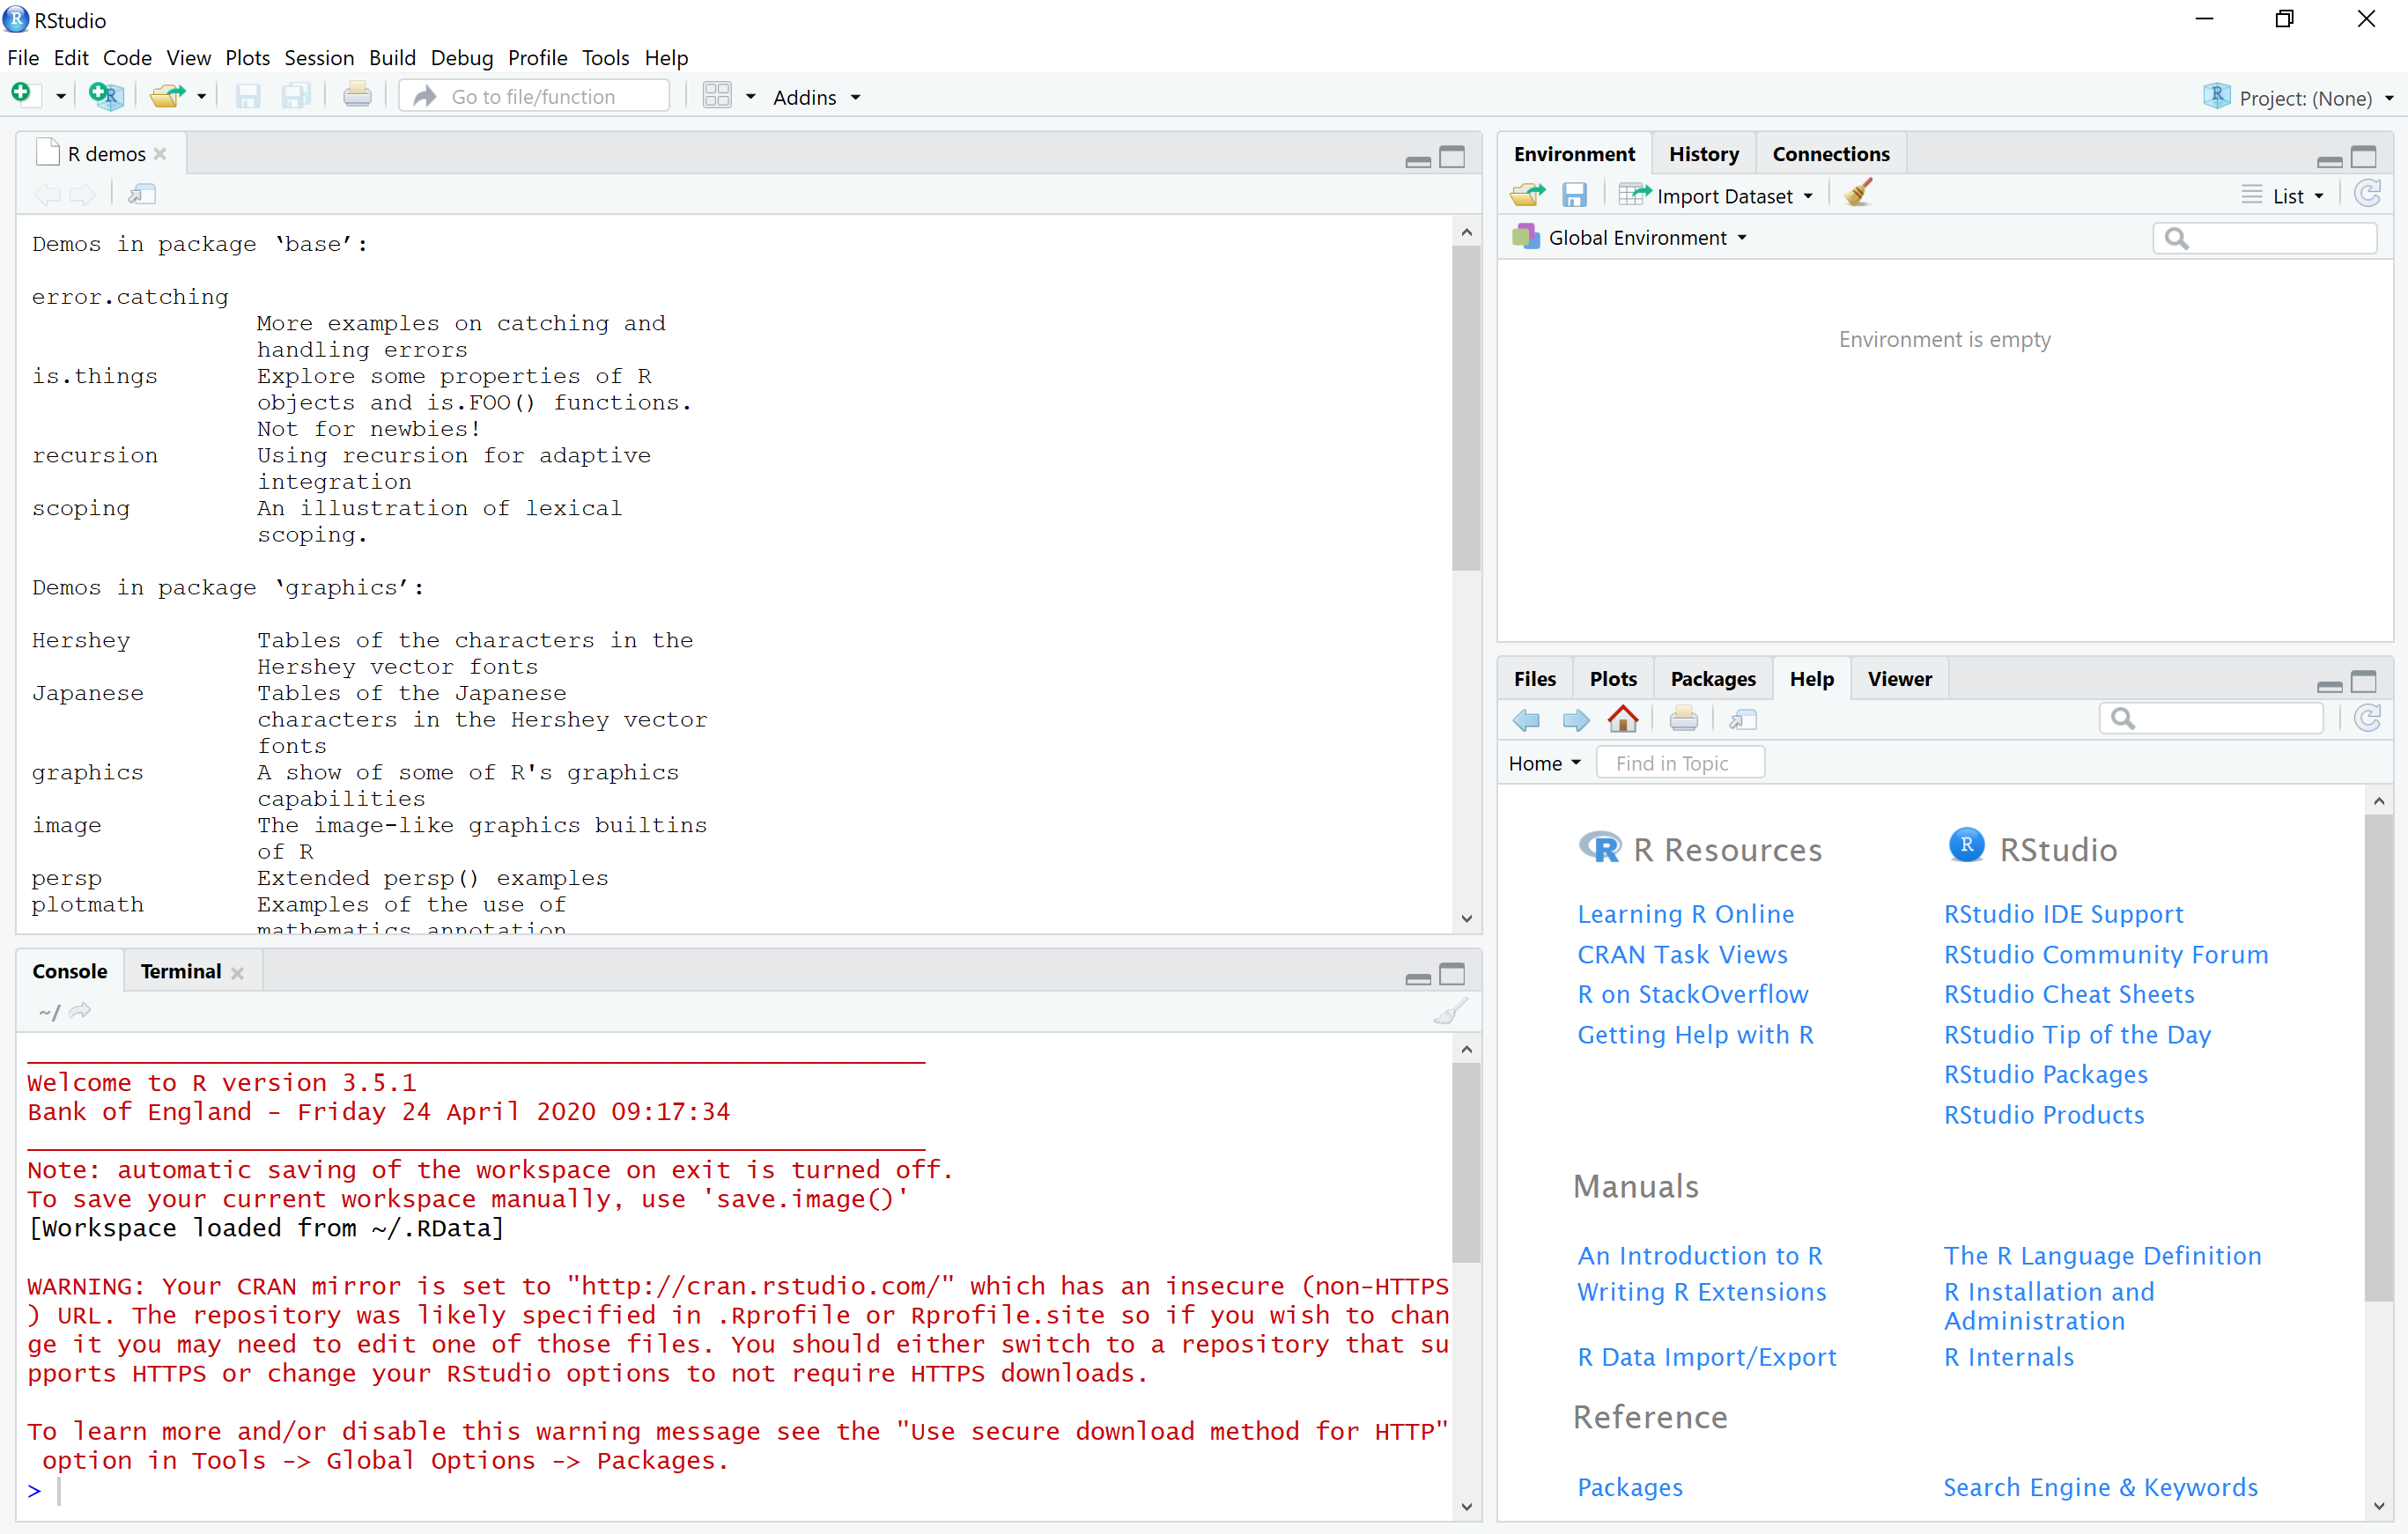 RStudio
File Edit Code View Plots Session Build Debug Profile Tools Help
Go to file/function
Addins
Project: (None)
R demos
Demos in package ‘base’:
error.catching
More examples on catching and
handling errors
is.things Explore some properties of R
objects and is.FOO() functions.
Not for newbies!
recursion Using recursion for adaptive
integration
scoping An illustration of lexical
scoping.
Demos in package ‘graphics’:
Hershey Tables of the characters in the
Hershey vector fonts
Japanese Tables of the Japanese
characters in the Hershey vector
fonts
graphics A show of some of R's graphics
capabilities
image The image-like graphics builtins
of R
persp Extended persp() examples
plotmath Examples of the use of
mathematics annotation
Console Terminal
~/
Welcome to R version 3.5.1
Bank of England - Friday 24 April 2020 09:17:34
Note: automatic saving of the workspace on exit is turned off.
To save your current workspace manually, use 'save.image()'
[Workspace loaded from ~/.RData]
WARNING: Your CRAN mirror is set to "http://cran.rstudio.com/" which has an insecure (non-HTTPS
) URL. The repository was likely specified in .Rprofile or Rprofile.site so if you wish to chan
ge it you may need to edit one of those files. You should either switch to a repository that su
pports HTTPS or change your RStudio options to not require HTTPS downloads.
To learn more and/or disable this warning message see the "Use secure download method for HTTP"
option in Tools -> Global Options -> Packages.
>
Environment History Connections
Import Dataset
List
Global Environment
Environment is empty
Files Plots Packages Help Viewer
Home
Find in Topic
R Resources RStudio
Learning R Online RStudio IDE Support
CRAN Task Views RStudio Community Forum
R on StackOverflow RStudio Cheat Sheets
Getting Help with R RStudio Tip of the Day
RStudio Packages
RStudio Products
Manuals
An Introduction to R The R Language Definition
Writing R Extensions R Installation and
Administration
R Data Import/Export R Internals
Reference
Packages Search Engine & Keywords